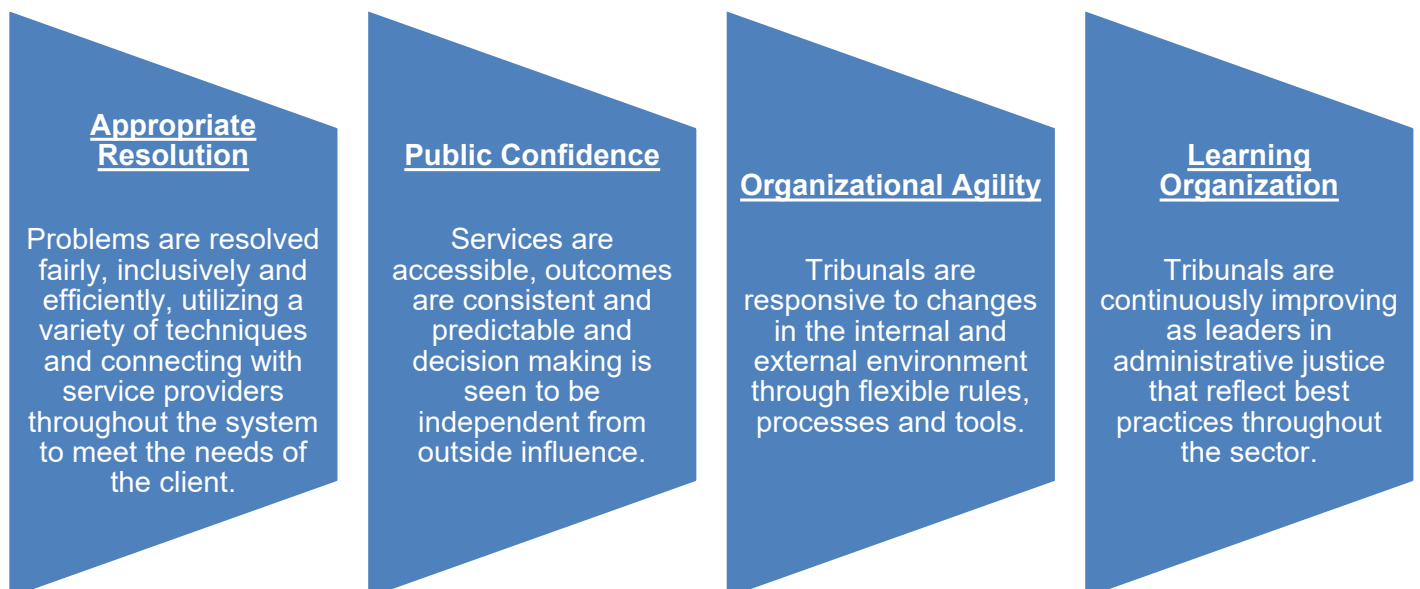 Appropriate
Resolution
Problems are resolved
fairly, inclusively and
efficiently, utilizing a
variety of techniques
and connecting with
service providers
throughout the system
to meet the needs of
the client.
Public Confidence
Services are
accessible, outcomes
are consistent and
predictable and
decision making is
seen to be
independent from
outside influence.
Organizational Agility
Tribunals are
responsive to changes
in the internal and
external environment
through flexible rules,
processes and tools.
Learning
Organization
Tribunals are
continuously improving
as leaders in
administrative justice
that reflect best
practices throughout
the sector.